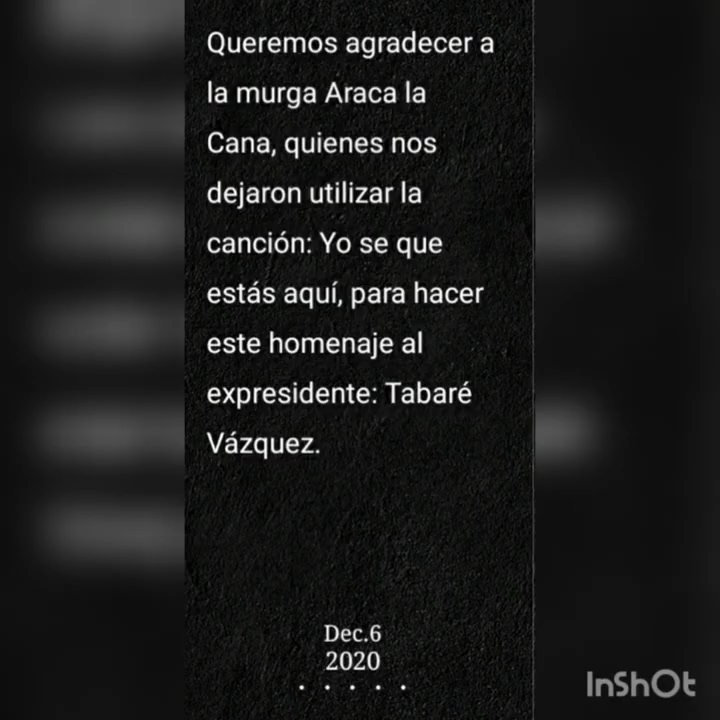 Queremos agradecer a
la murga Araca la
Cana, quienes nos
dejaron utilizar la
canción: Yo se que
estás aquí, para hacer
este homenaje al
expresidente: Tabaré
Vázquez.
Dec.6
2020
InShOt